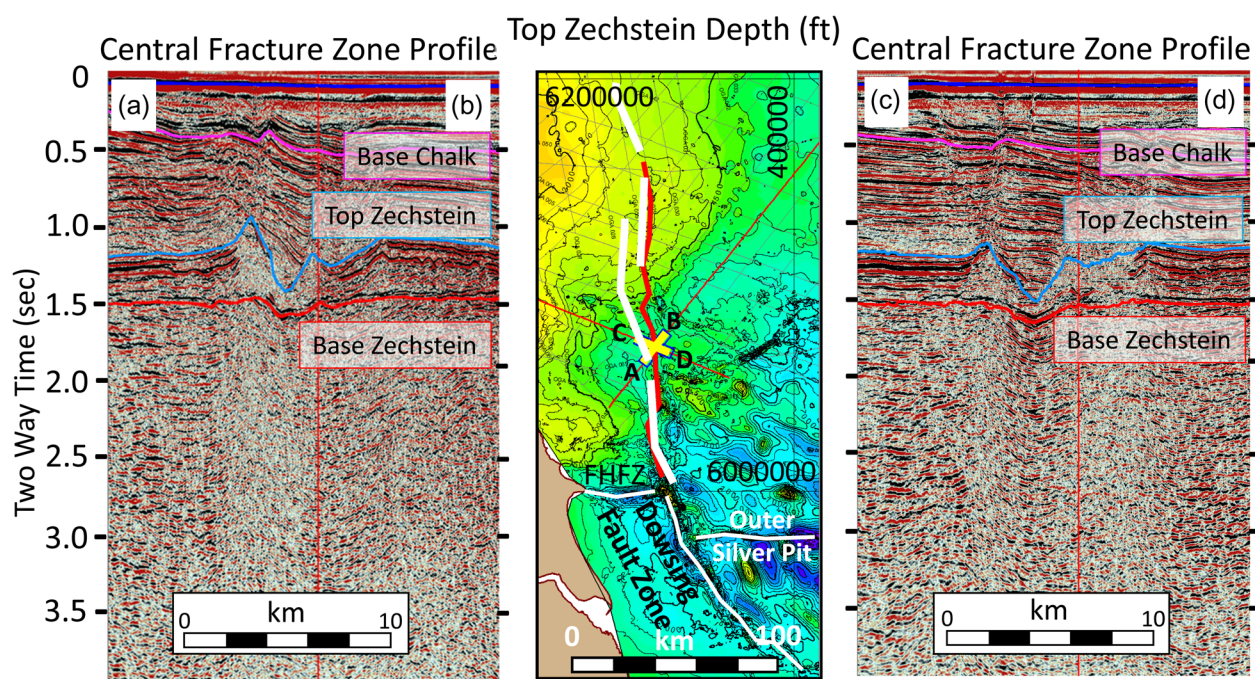 Central Fracture Zone Profile
Top Zechstein Depth (ft)
Central Fracture Zone Profile
0
0.5
1.0
1.5
2.0
2.5
3.0
3.5
Two Way Time (sec)
(a)
(b)
Base Chalk
Top Zechstein
Base Zechstein
km
0
10
6200000
400000
C
B
A
D
FHFZ
6000000
Outer
Silver Pit
Dowsing
Fault Zone
0
km
100
(c)
(d)
Base Chalk
Top Zechstein
Base Zechstein
km
0
10